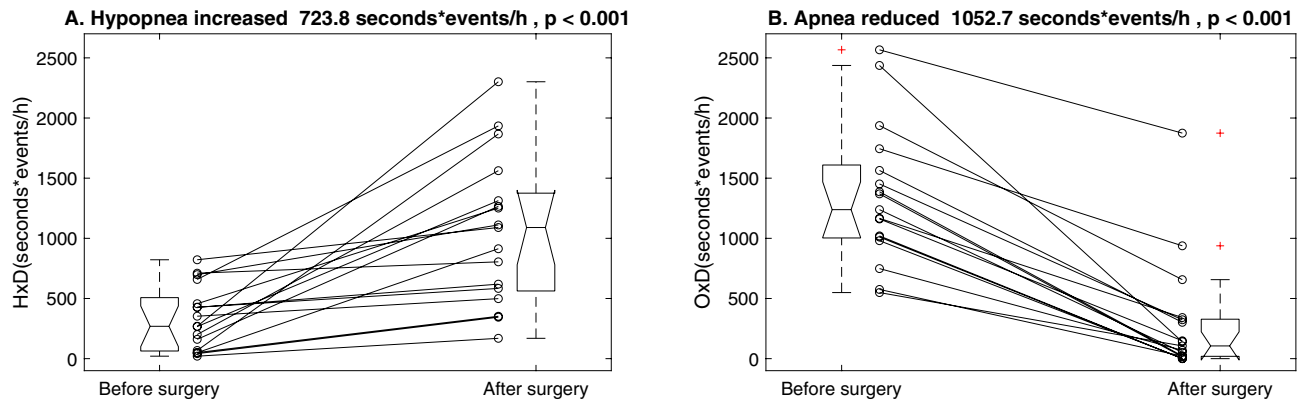 A. Hypopnea increased 723.8 seconds*events/h , p < 0.001
HxD(seconds*events/h)
2500
2000
1500
1000
500
0
Before surgery
After surgery
B. Apnea reduced 1052.7 seconds*events/h , p < 0.001
OxD(seconds*events/h)
2500
2000
1500
1000
500
0
Before surgery
After surgery